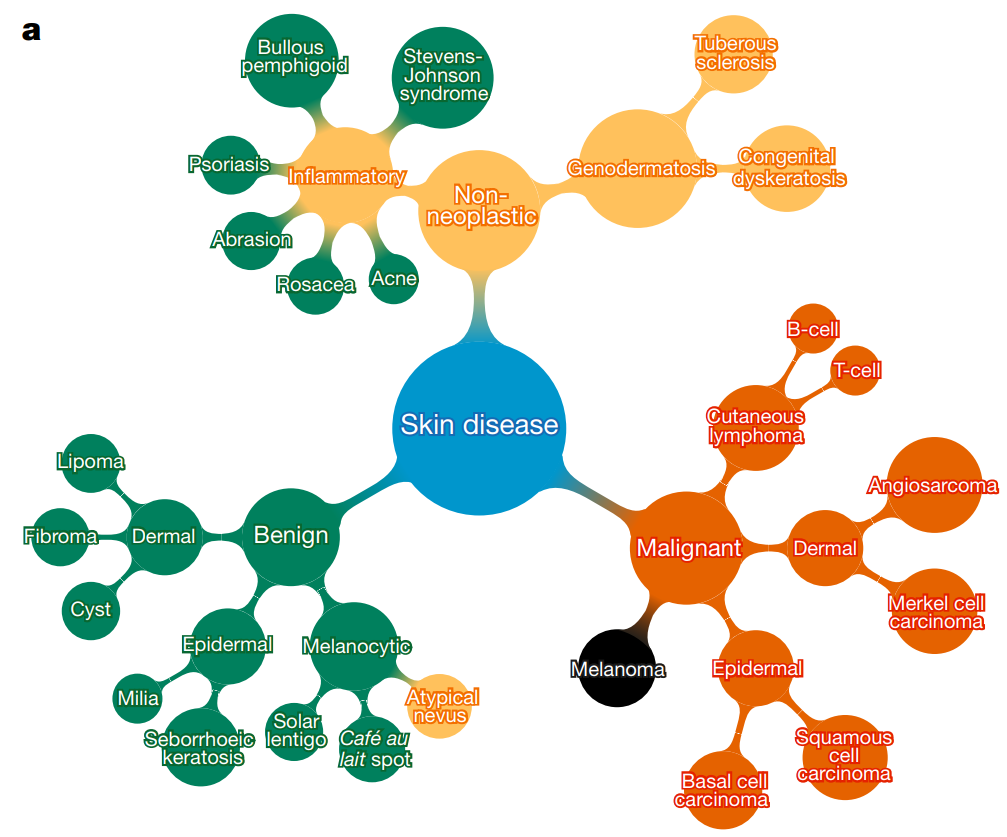 a
Bullous
pemphigoid
Stevens-
Johnson
syndrome
Tuberous
sclerosis
Psoriasis
Inflammatory
Non-
neoplastic
Genodermatosis
Congenital
dyskeratosis
Abrasion
Rosacea
Acne
Skin disease
B-cell
T-cell
Cutaneous
lymphoma
Lipoma
Fibroma
Dermal
Benign
Cyst
Malignant
Dermal
Angiosarcoma
Merkel cell
carcinoma
Epidermal
Melanocytic
Milia
Seborrhoeic
keratosis
Solar
lentigo
Café au
lait spot
Atypical
nevus
Melanoma
Epidermal
Basal cell
carcinoma
Squamous
cell
carcinoma